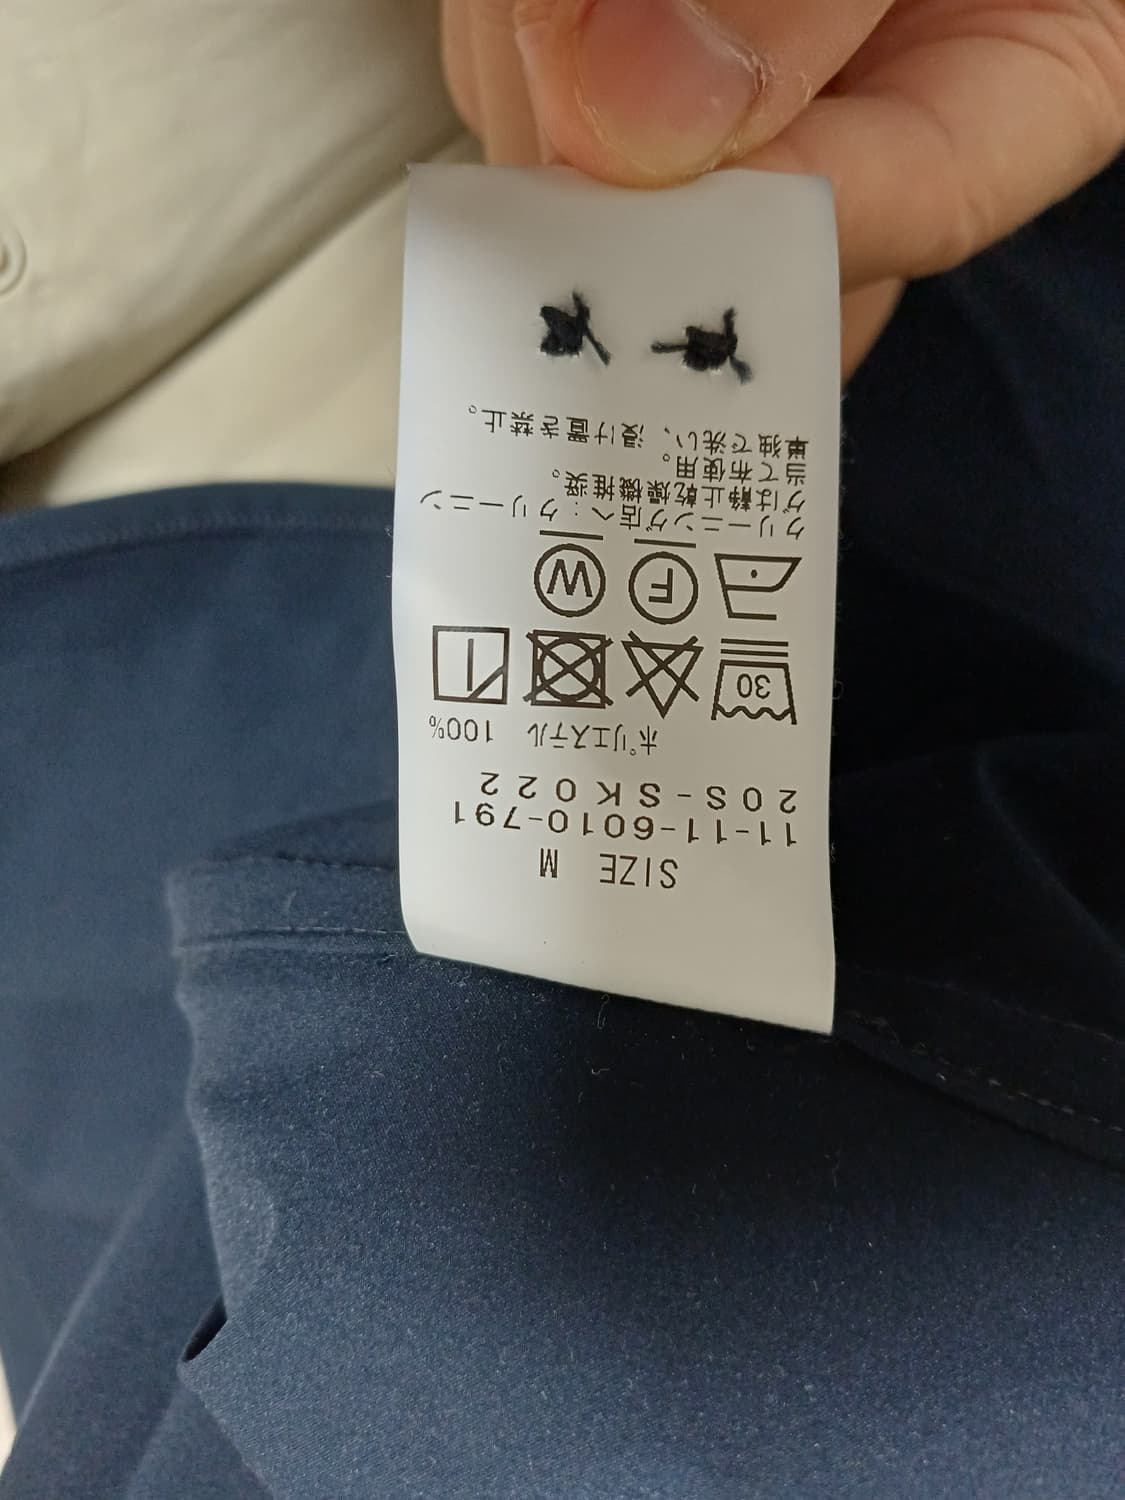 SIZE M
11-11-6010-791
20S-SK022
ポリエステル 100%
30
F W
クリーニング店へ:クリーニン
グは静止乾燥機推奨。
当て布使用。
単独で洗い、浸け置き禁止。